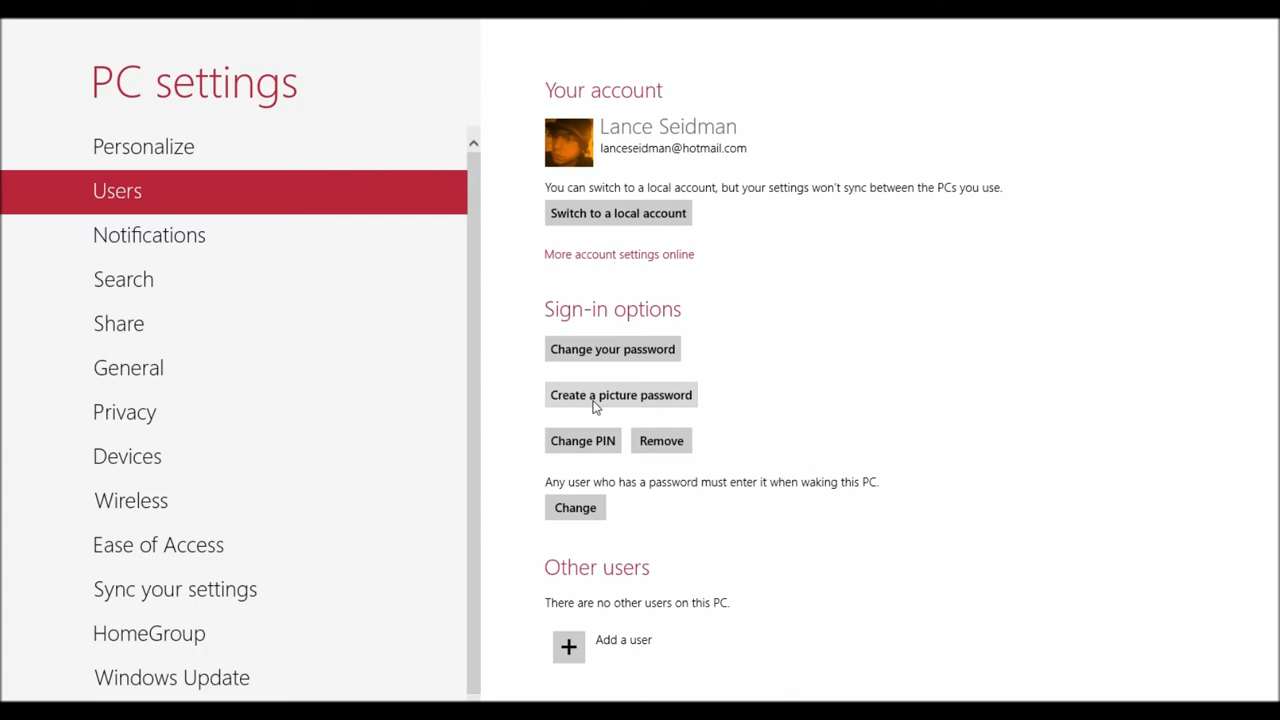 PC settings
Personalize
Users
Notifications
Search
Share
General
Privacy
Devices
Wireless
Ease of Access
Sync your settings
HomeGroup
Windows Update
Your account
Lance Seidman
lanceseidman@hotmail.com
You can switch to a local account, but your settings won't sync between the PCs you use.
Switch to a local account
More account settings online
Sign-in options
Change your password
Create a picture password
Change PIN Remove
Any user who has a password must enter it when waking this PC.
Change
Other users
There are no other users on this PC.
Add a user